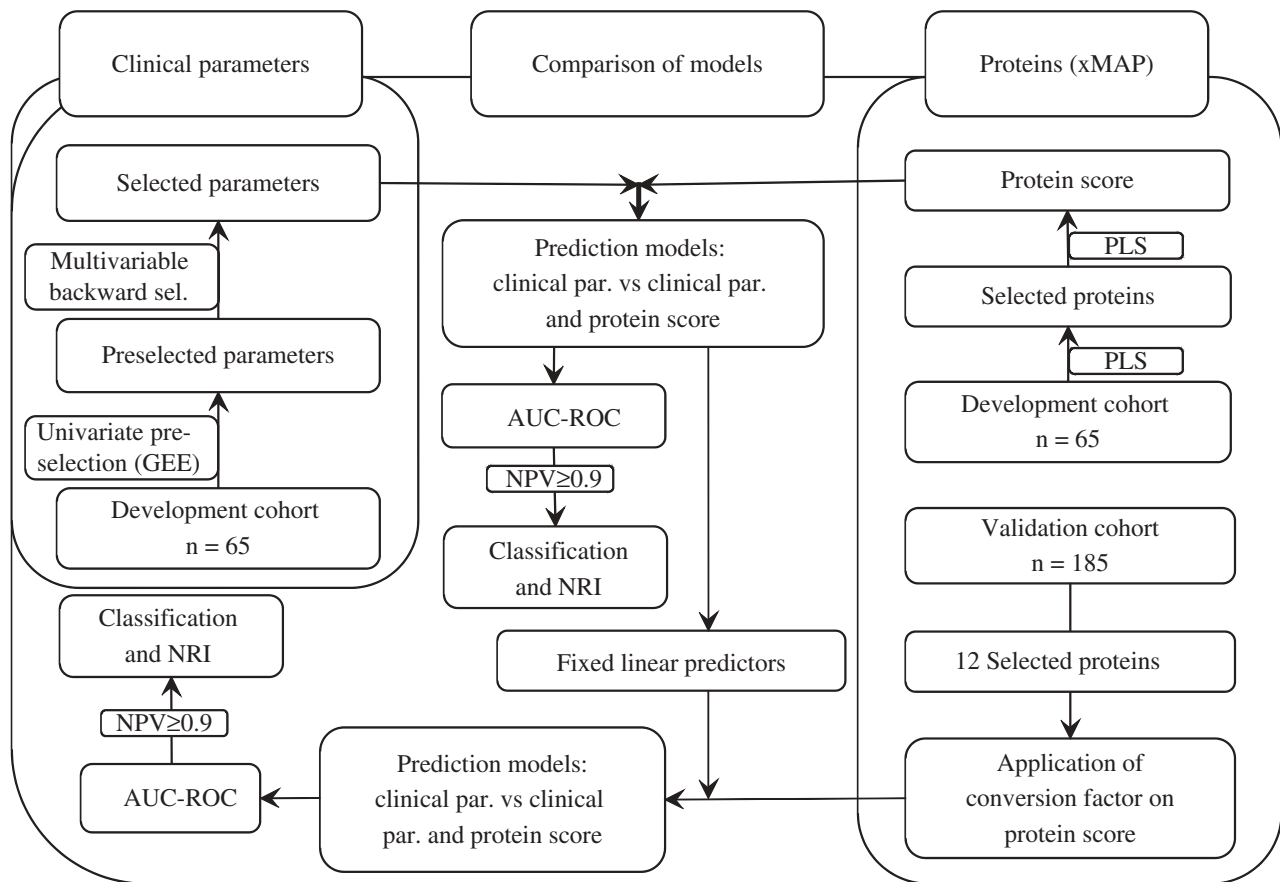 Clinical parameters
Comparison of models
Proteins (xMAP)
Selected parameters
Multivariable
backward sel.
Preselected parameters
Univariate pre-
selection (GEE)
Development cohort
n = 65
Prediction models:
clinical par. vs clinical par.
and protein score
AUC-ROC
NPV≥0.9
Classification
and NRI
Fixed linear predictors
Protein score
PLS
Selected proteins
PLS
Development cohort
n = 65
Validation cohort
n = 185
12 Selected proteins
Application of
conversion factor on
protein score
Prediction models:
clinical par. vs clinical
par. and protein score
AUC-ROC
NPV≥0.9
Classification
and NRI